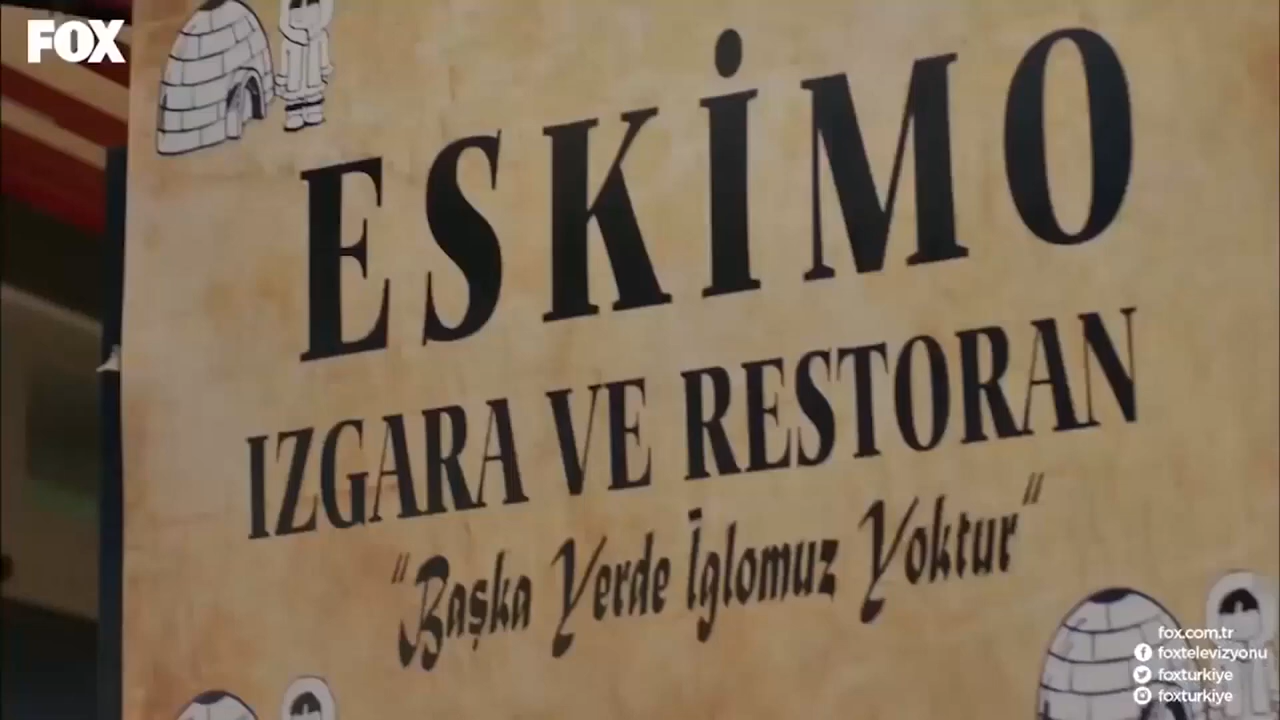 FOX
ESKİMO
IZGARA VE RESTORAN
"Başka Yerde İglomuz Yoktur"
fox.com.tr
foxtelevizyonu
foxturkiye
foxturkiye